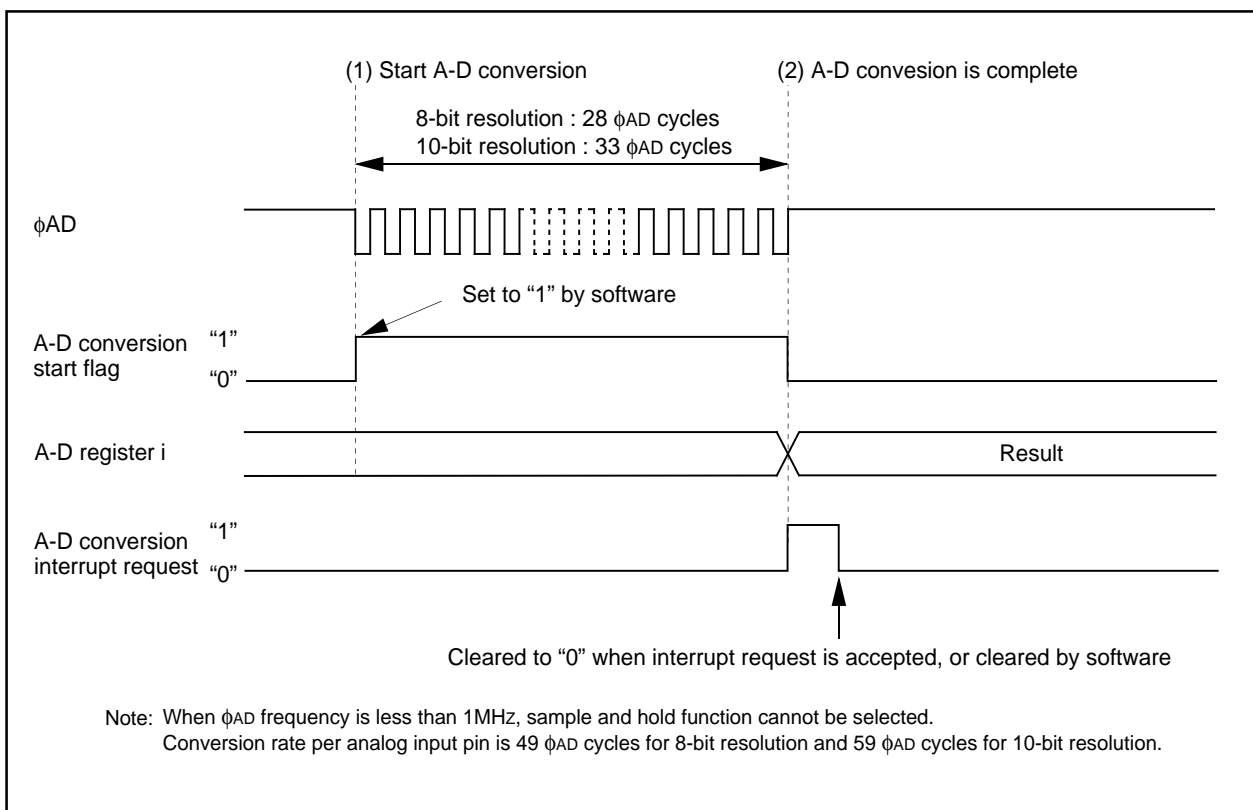 (1) Start A-D conversion
(2) A-D convesion is complete
8-bit resolution : 28 ϕAD cycles
10-bit resolution : 33 ϕAD cycles
ϕAD
Set to “1” by software
A-D conversion
start flag
“1”
“0”
A-D register i
Result
A-D conversion
interrupt request
“1”
“0”
Cleared to “0” when interrupt request is accepted, or cleared by software
Note: When ϕAD frequency is less than 1MHz, sample and hold function cannot be selected.
Conversion rate per analog input pin is 49 ϕAD cycles for 8-bit resolution and 59 ϕAD cycles for 10-bit resolution.